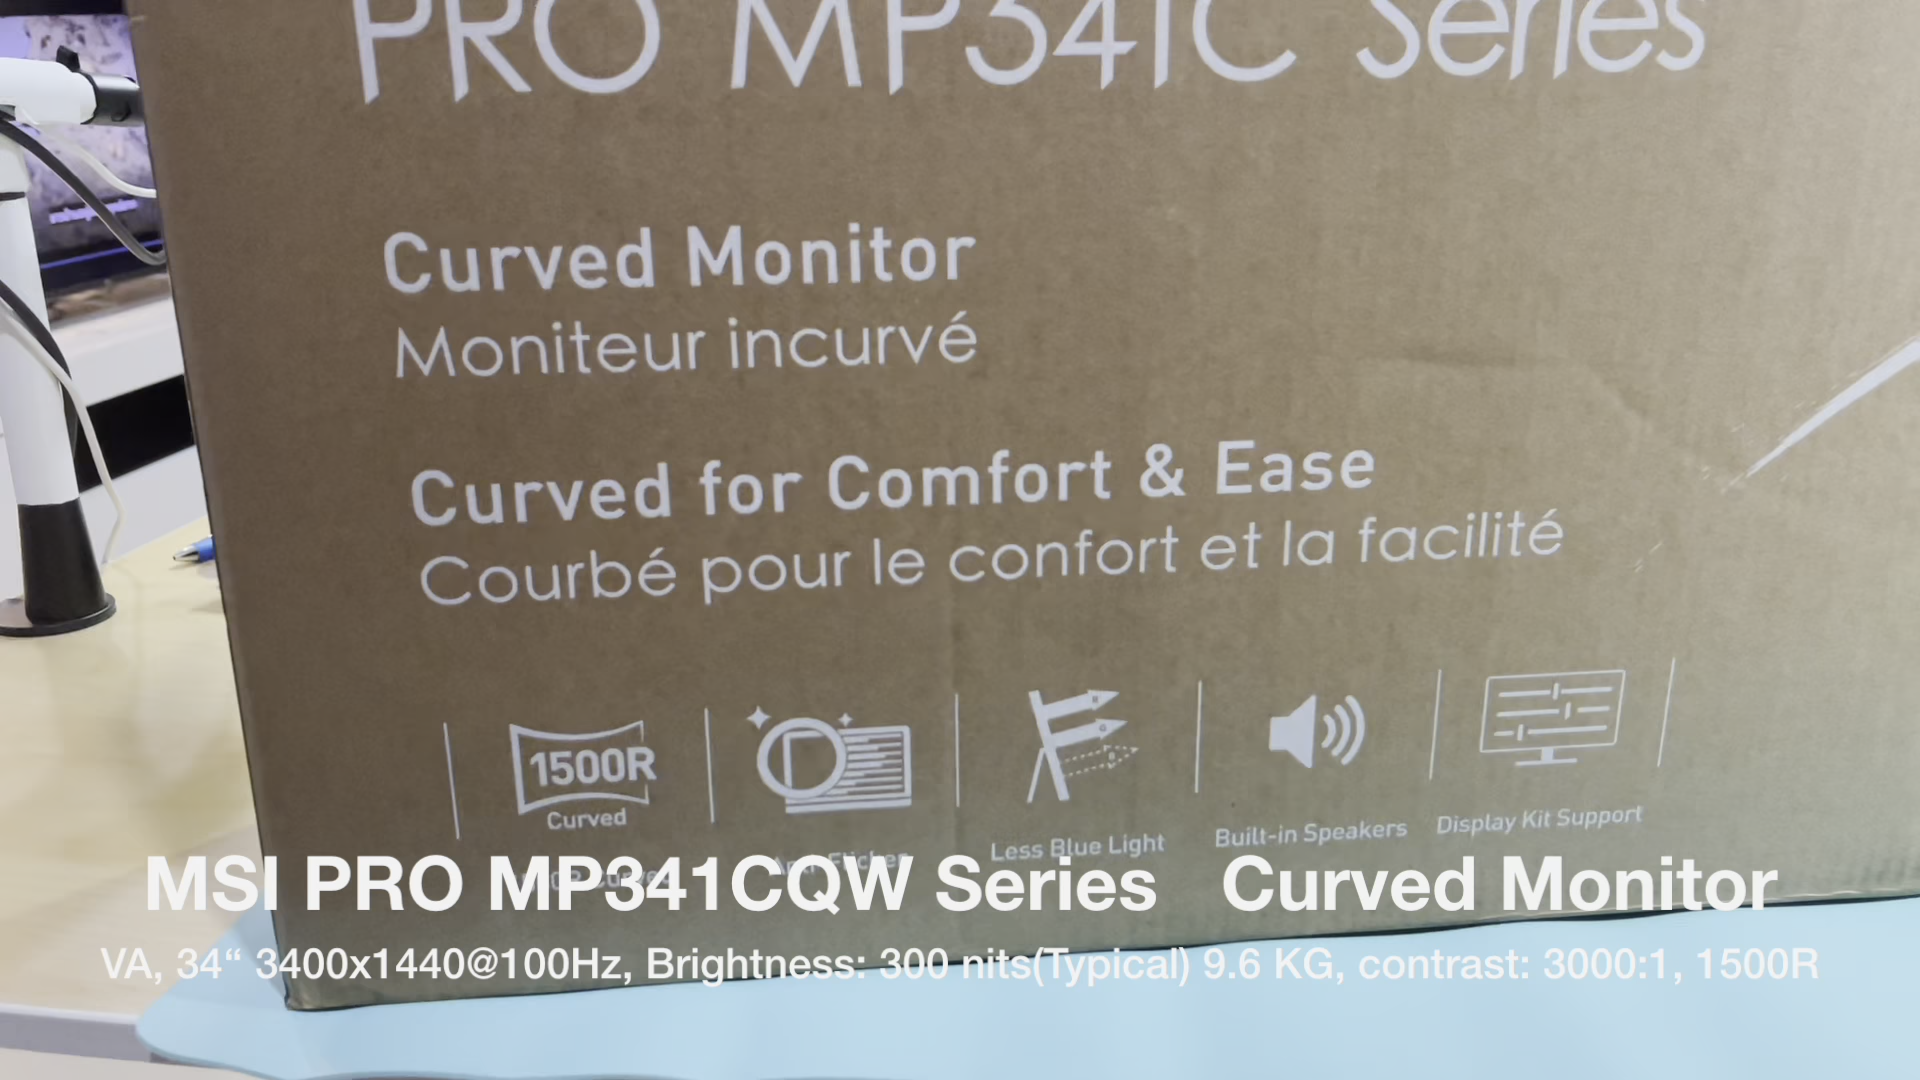 PRO MP341C Series
Curved Monitor
Moniteur incurvé
Curved for Comfort & Ease
Courbé pour le confort et la facilité
1500R
Curved
Less Blue Light
Built-in Speakers
Display Kit Support
MSI PRO MP341CQW Series Curved Monitor
VA, 34“ 3400x1440@100Hz, Brightness: 300 nits(Typical) 9.6 KG, contrast: 3000:1, 1500R